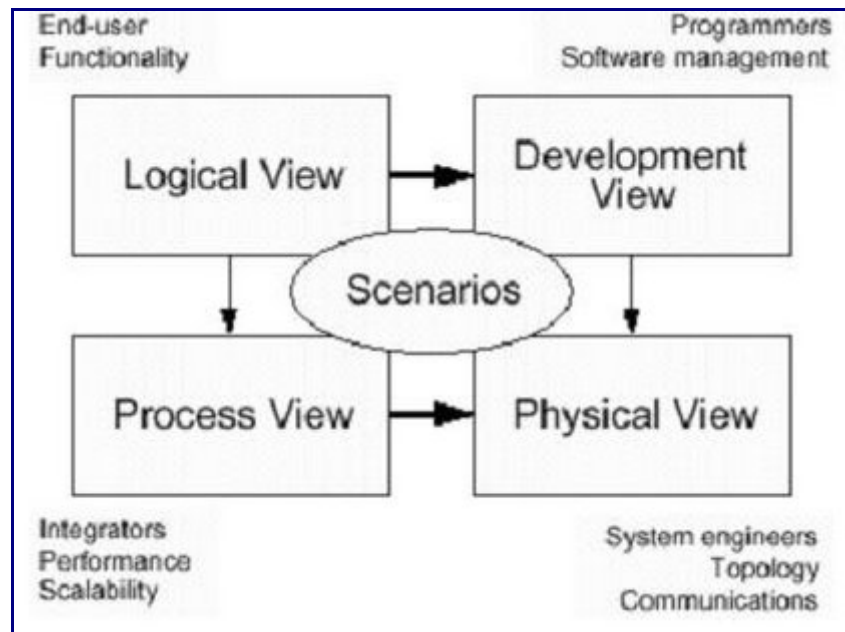 End-user
Functionality
Programmers
Software management
Logical View
Development
View
Scenarios
Process View
Physical View
Integrators
Performance
Scalability
System engineers
Topology
Communications